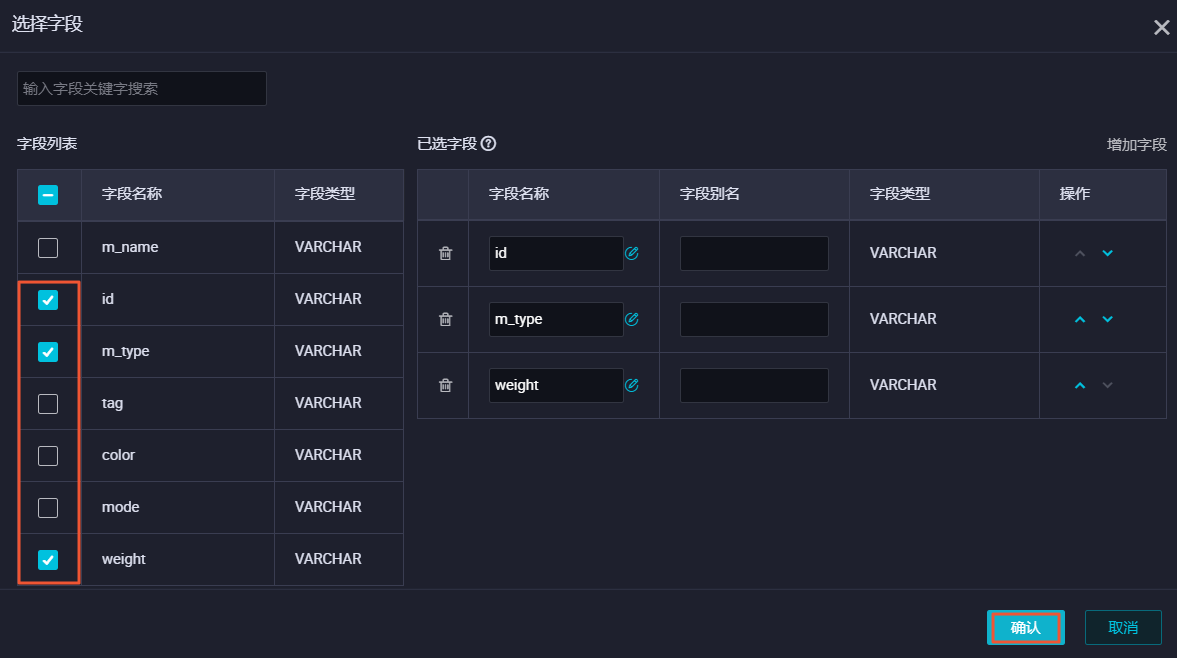 选择字段
输入字段关键字搜索
字段列表
字段名称 字段类型
m_name VARCHAR
id VARCHAR
m_type VARCHAR
tag VARCHAR
color VARCHAR
mode VARCHAR
weight VARCHAR
已选字段 ?
增加字段
字段名称 字段别名 字段类型 操作
id VARCHAR
m_type VARCHAR
weight VARCHAR
确认 取消